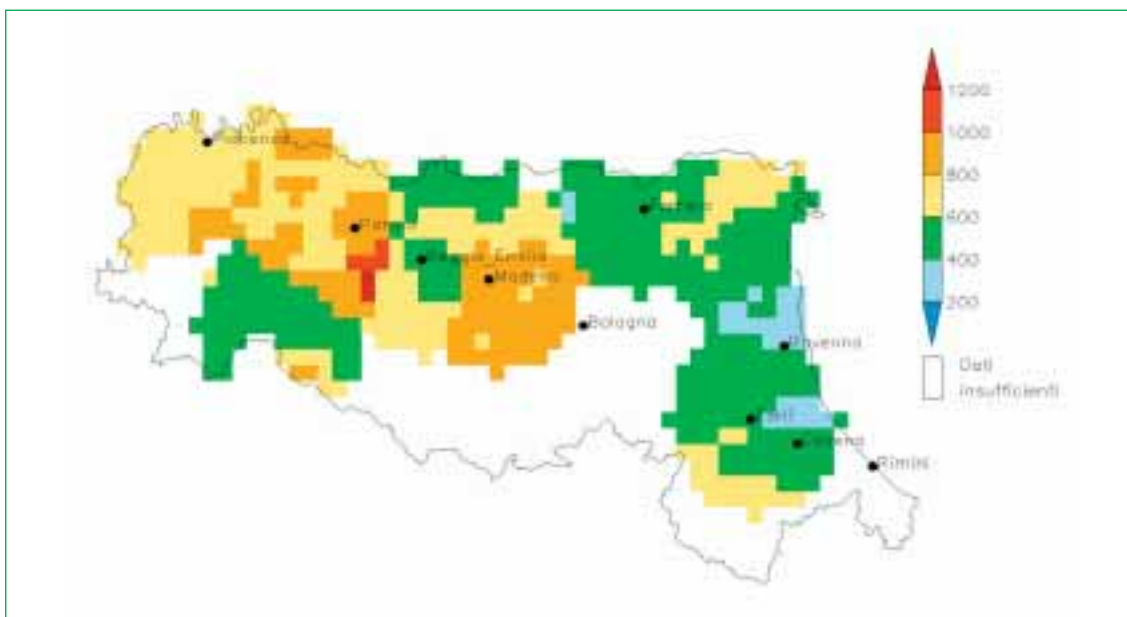 Piacenza
Parma
Reggio_Emilia
Modena
Bologna
Ferrara
Ravenna
Forlì
Cesena
Rimini
1200
1000
800
600
400
200
Dati
insufficienti